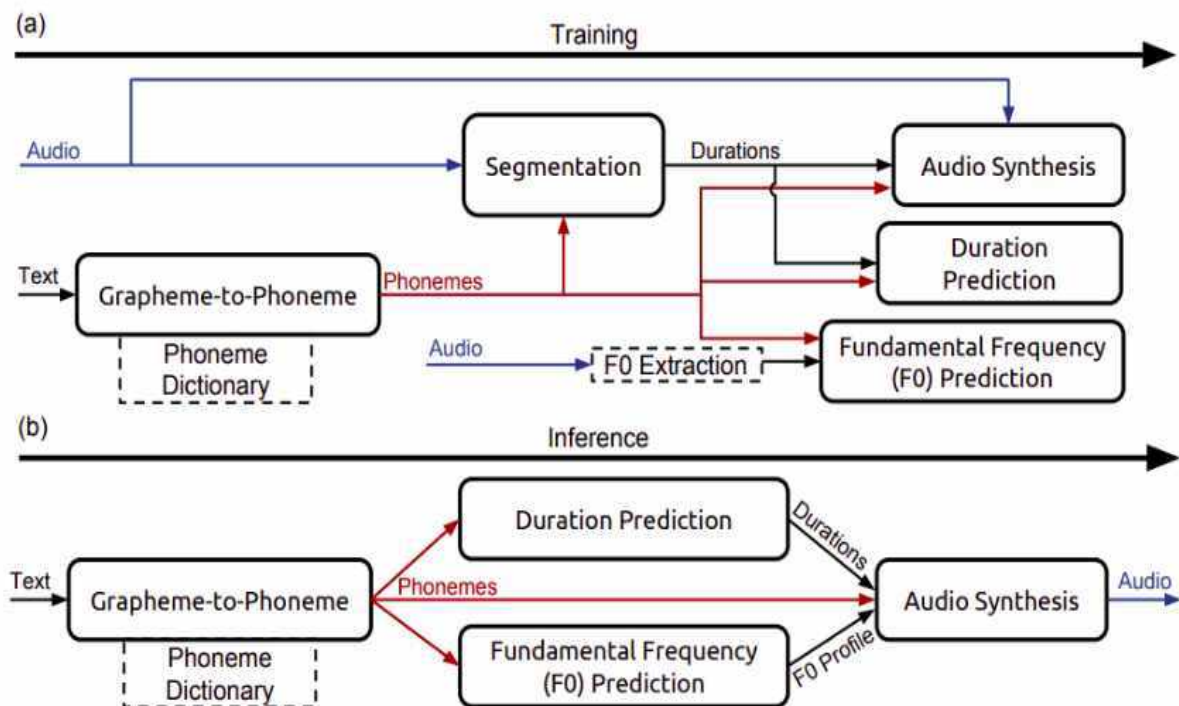 (a)
Training
Audio
Segmentation
Durations
Audio Synthesis
Text
Grapheme-to-Phoneme
Phonemes
Duration
Prediction
Phoneme
Dictionary
Audio
F0 Extraction
Fundamental Frequency
(F0) Prediction
(b)
Inference
Duration Prediction
Durations
Text
Grapheme-to-Phoneme
Phonemes
Audio Synthesis
Audio
Phoneme
Dictionary
Fundamental Frequency
(F0) Prediction
F0 Profile